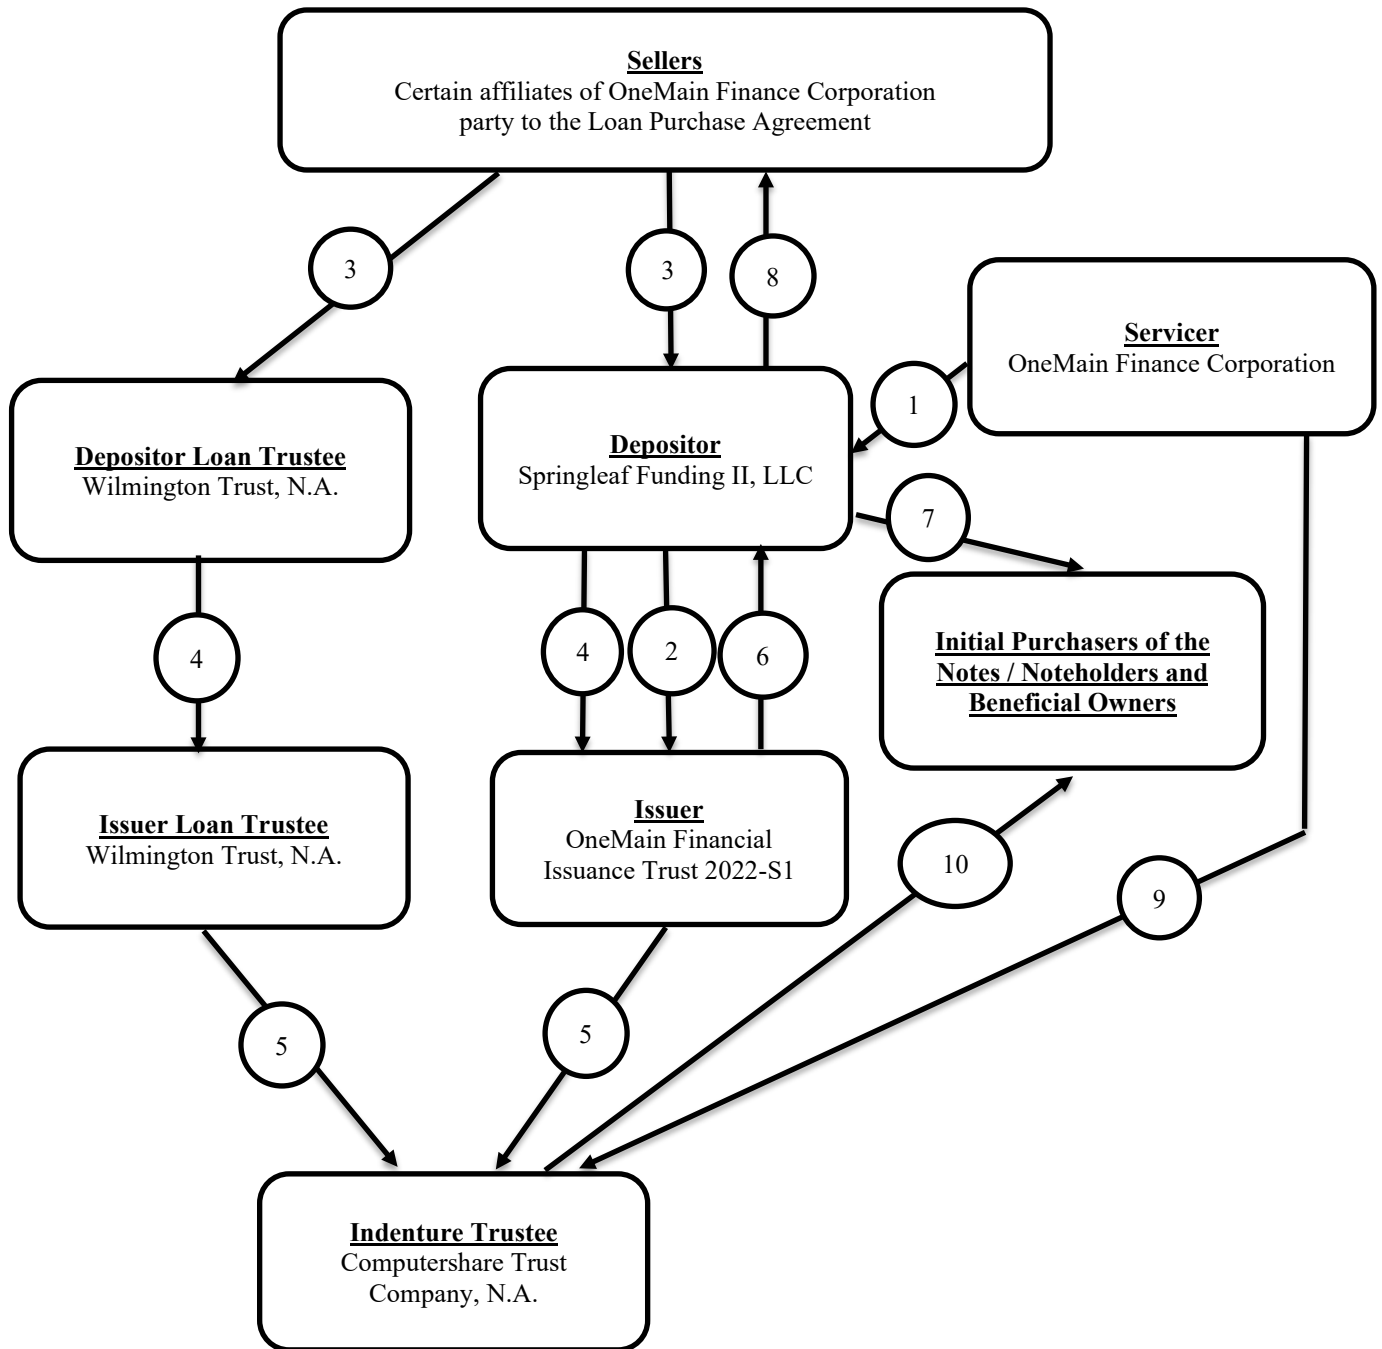 Sellers
Certain affiliates of OneMain Finance Corporation
party to the Loan Purchase Agreement
3
3
8
Servicer
OneMain Finance Corporation
1
Depositor Loan Trustee
Wilmington Trust, N.A.
Depositor
Springleaf Funding II, LLC
7
4
4
2
6
Initial Purchasers of the
Notes / Noteholders and
Beneficial Owners
Issuer Loan Trustee
Wilmington Trust, N.A.
Issuer
OneMain Financial
Issuance Trust 2022-S1
10
9
5
5
Indenture Trustee
Computershare Trust
Company, N.A.